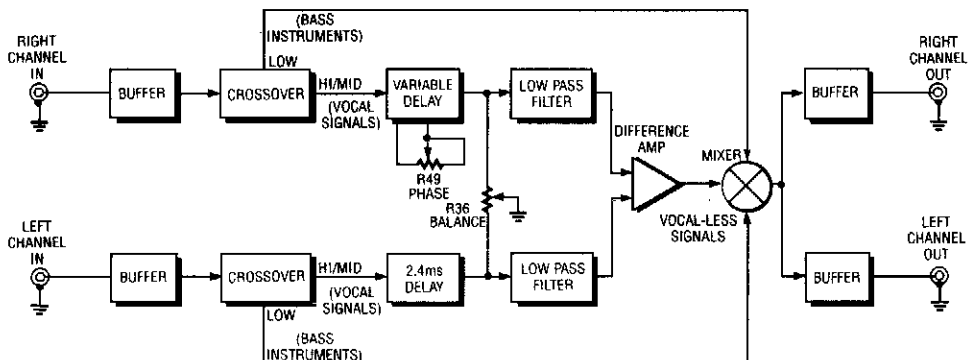 (BASS
INSTRUMENTS)
RIGHT
CHANNEL
IN
BUFFER
CROSSOVER
LOW
HI/MID
(VOCAL
SIGNALS)
VARIABLE
DELAY
R49
PHASE
LOW PASS
FILTER
R36
BALANCE
DIFFERENCE
AMP
MIXER
VOCAL-LESS
SIGNALS
BUFFER
RIGHT
CHANNEL
OUT
LEFT
CHANNEL
IN
BUFFER
CROSSOVER
LOW
HI/MID
(VOCAL
SIGNALS)
2.4ms
DELAY
LOW PASS
FILTER
BUFFER
LEFT
CHANNEL
OUT
(BASS
INSTRUMENTS)